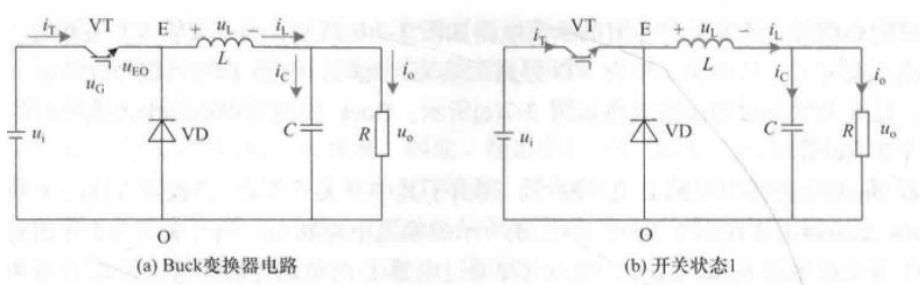 i_T VT E + u_L - i_L
u_EO L
u_G i_C i_o
u_i VD C R u_o
O
(a) Buck变换器电路
i_T VT E + u_L - i_L
L
i_C i_o
u_i VD C R u_o
O
(b) 开关状态1